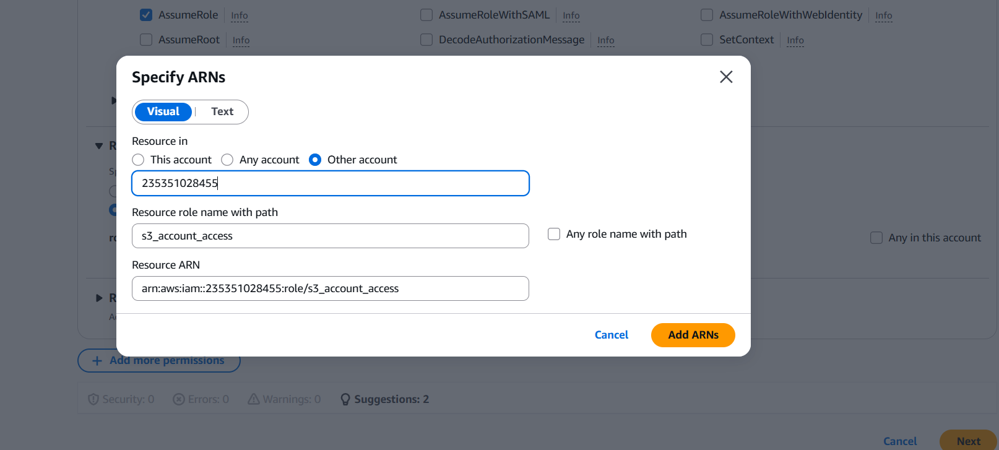 AssumeRole Info AssumeRoleWithSAML Info AssumeRoleWithWebIdentity Info
AssumeRoot Info DecodeAuthorizationMessage Info SetContext Info
Specify ARNs
Visual Text
Resource in
This account Any account Other account
235351028455
Resource role name with path
s3_account_access
Any role name with path
Any in this account
Resource ARN
arn:aws:iam::235351028455:role/s3_account_access
Cancel Add ARNs
Add more permissions
Security: 0 Errors: 0 Warnings: 0 Suggestions: 2
Cancel Next